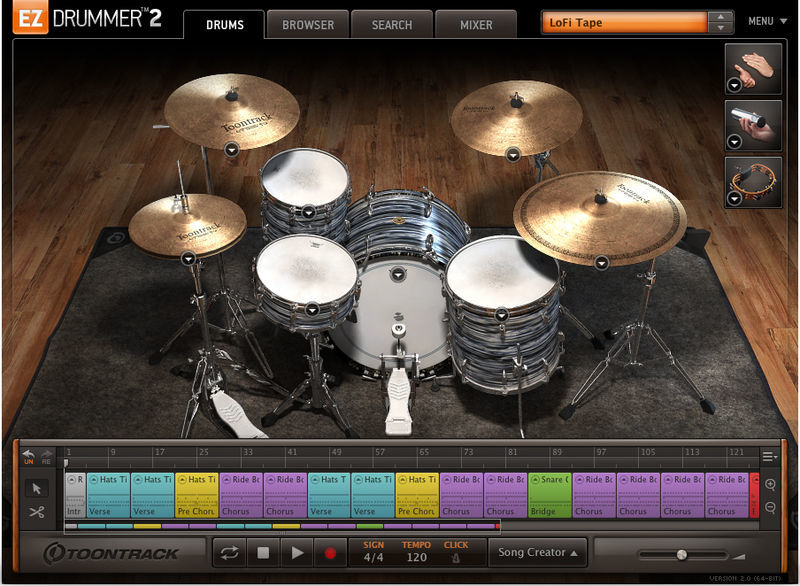 EZ DRUMMER™ 2
DRUMS
BROWSER
SEARCH
MIXER
LoFi Tape
MENU
Toontrack
Toontrack
Toontrack
UN
RE
1
9
17
25
33
41
49
57
65
73
81
89
97
105
113
121
R Hats Ti Hats Ti Hats Ti Ride Bo Ride Bo Hats T Hats Ti Hats Ti Ride Bo Ride Bo Snare C Ride Bo Ride Bo Ride Bo Ride Bo
Intr Verse Verse Pre Choru Chorus Chorus Verse Verse Pre Choru Chorus Chorus Bridge Chorus Chorus Chorus Chorus
TOONTRACK
SIGN TEMPO CLICK
4/4 120
Song Creator
VERSION 2.0 (64-BIT)